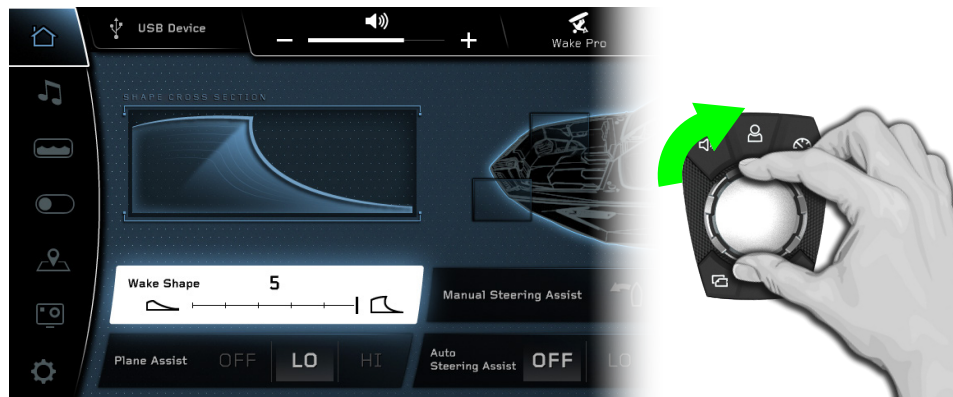 USB Device
Wake Pro
SHAPE CROSS SECTION
Wake Shape 5
Manual Steering Assist
Plane Assist OFF LO HI
Auto
Steering Assist OFF LO